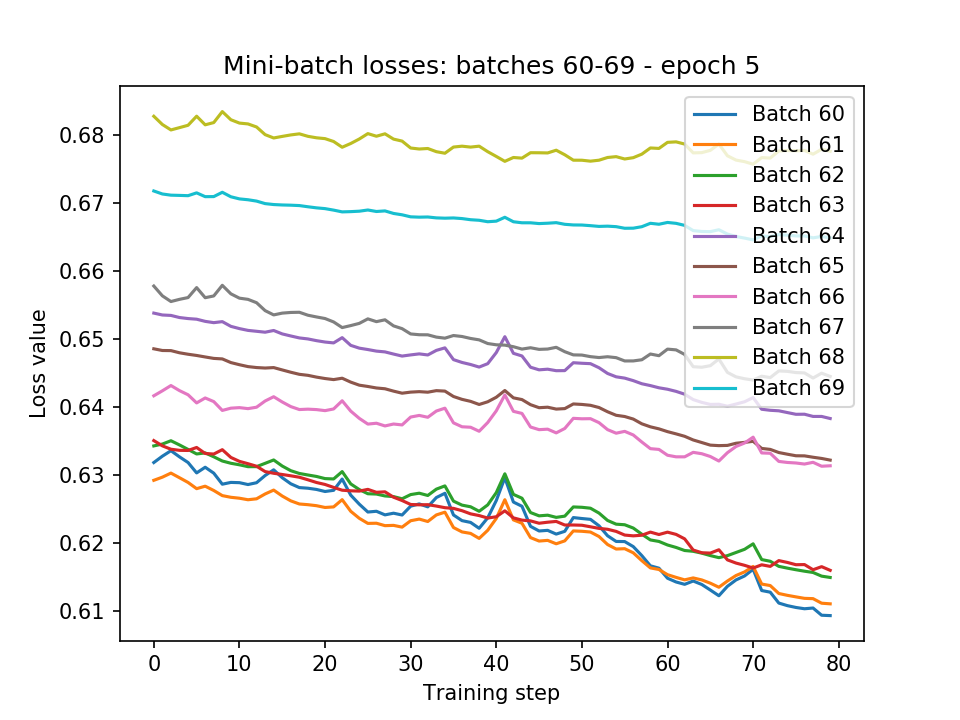 Mini-batch losses: batches 60-69 - epoch 5
Loss value
0.68
0.67
0.66
0.65
0.64
0.63
0.62
0.61
Batch 60
Batch 61
Batch 62
Batch 63
Batch 64
Batch 65
Batch 66
Batch 67
Batch 68
Batch 69
0 10 20 30 40 50 60 70 80
Training step